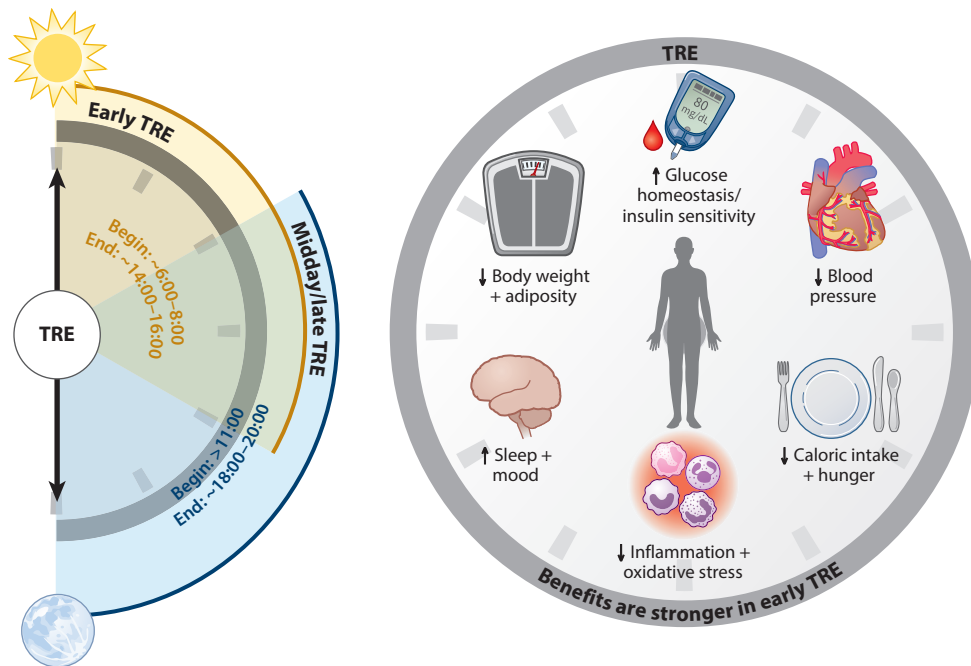 Early TRE
Begin: ~6:00–8:00
End: ~14:00–16:00
Midday/late TRE
TRE
Begin: > 11:00
End: ~18:00–20:00
TRE
80
mg/dL
↑ Glucose
homeostasis/
insulin sensitivity
↓ Body weight
+ adiposity
↓ Blood
pressure
↑ Sleep +
mood
↓ Caloric intake
+ hunger
↓ Inflammation +
oxidative stress
Benefits are stronger in early TRE